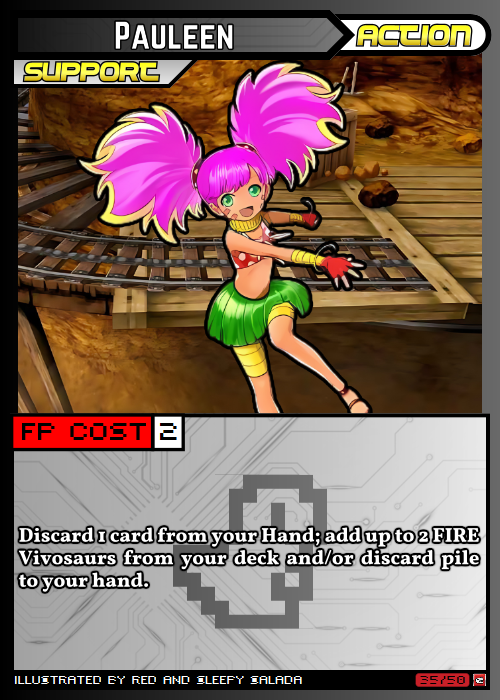 PAULEEN
ACTION
SUPPORT
FP COST 2
Discard 1 card from your Hand; add up to 2 FIRE
Vivosaurs from your deck and/or discard pile
to your hand.
ILLUSTRATED BY RED AND SLEEPY SALADA
35/50